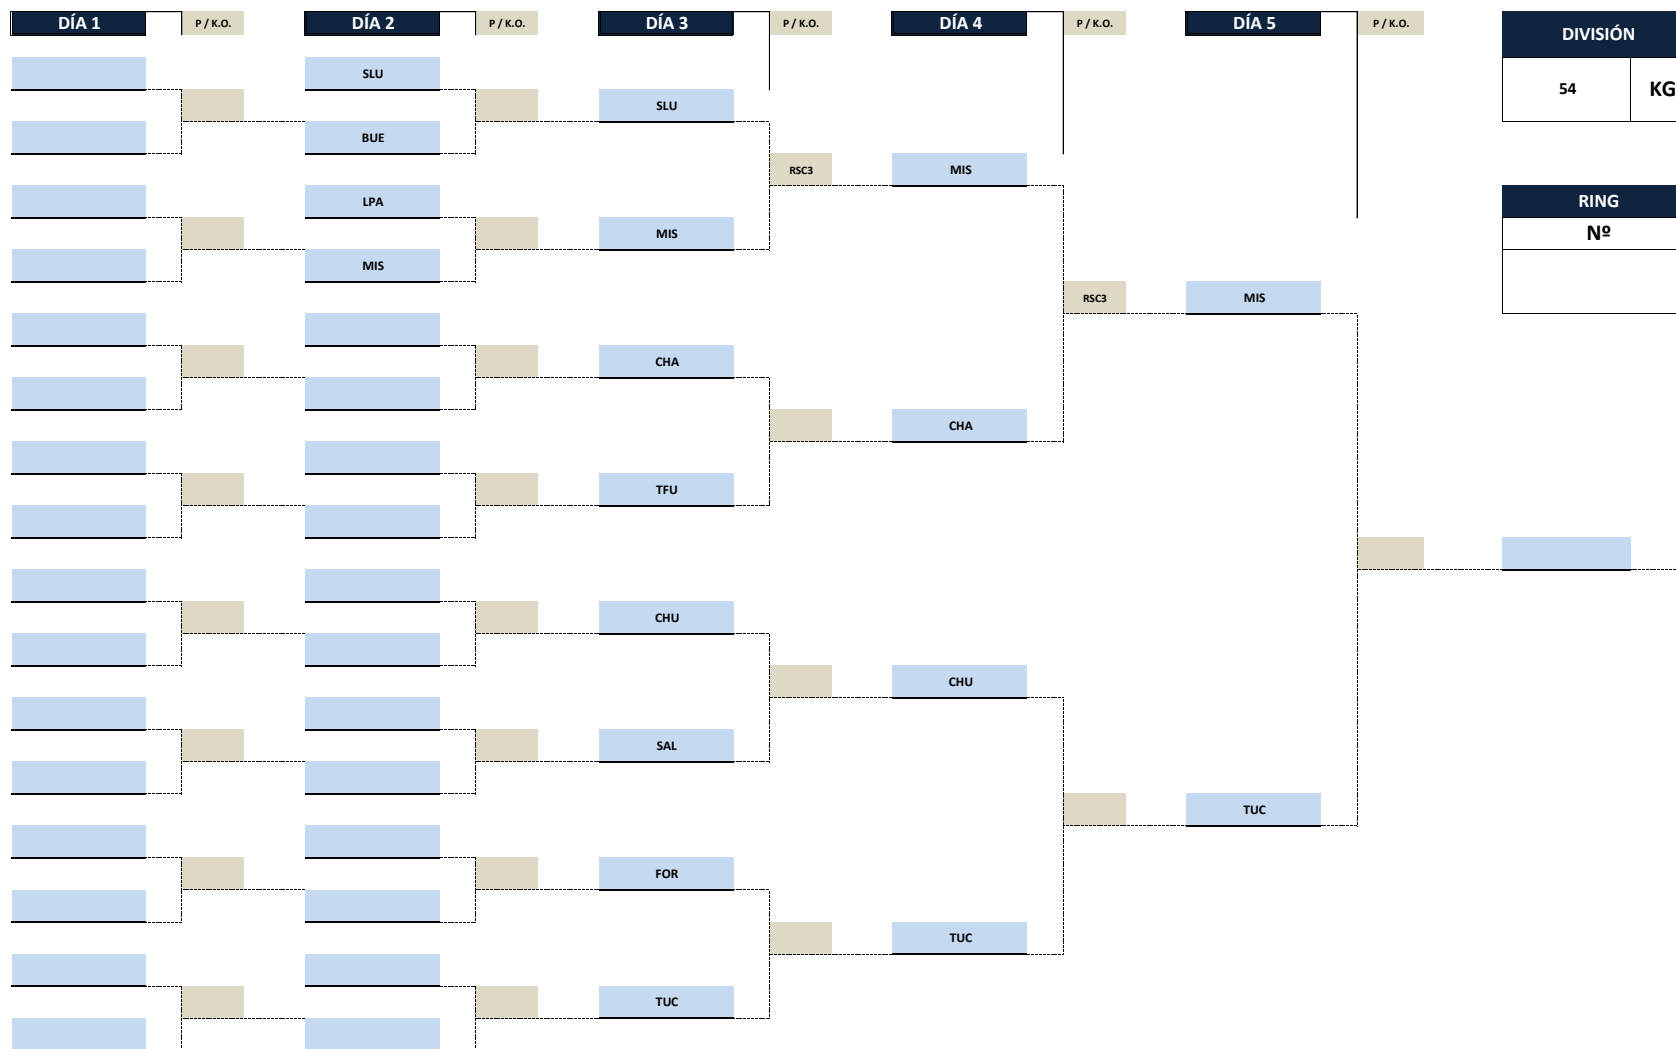 DÍA 1 P / K.O. DÍA 2 P / K.O. DÍA 3 P / K.O. DÍA 4 P / K.O. DÍA 5 P / K.O. DIVISIÓN
SLU
54 KG
SLU
BUE
RSC3 MIS
LPA
RING
MIS
Nº
MIS
RSC3 MIS
CHA
CHA
TFU
CHU
CHU
SAL
TUC
FOR
TUC
TUC